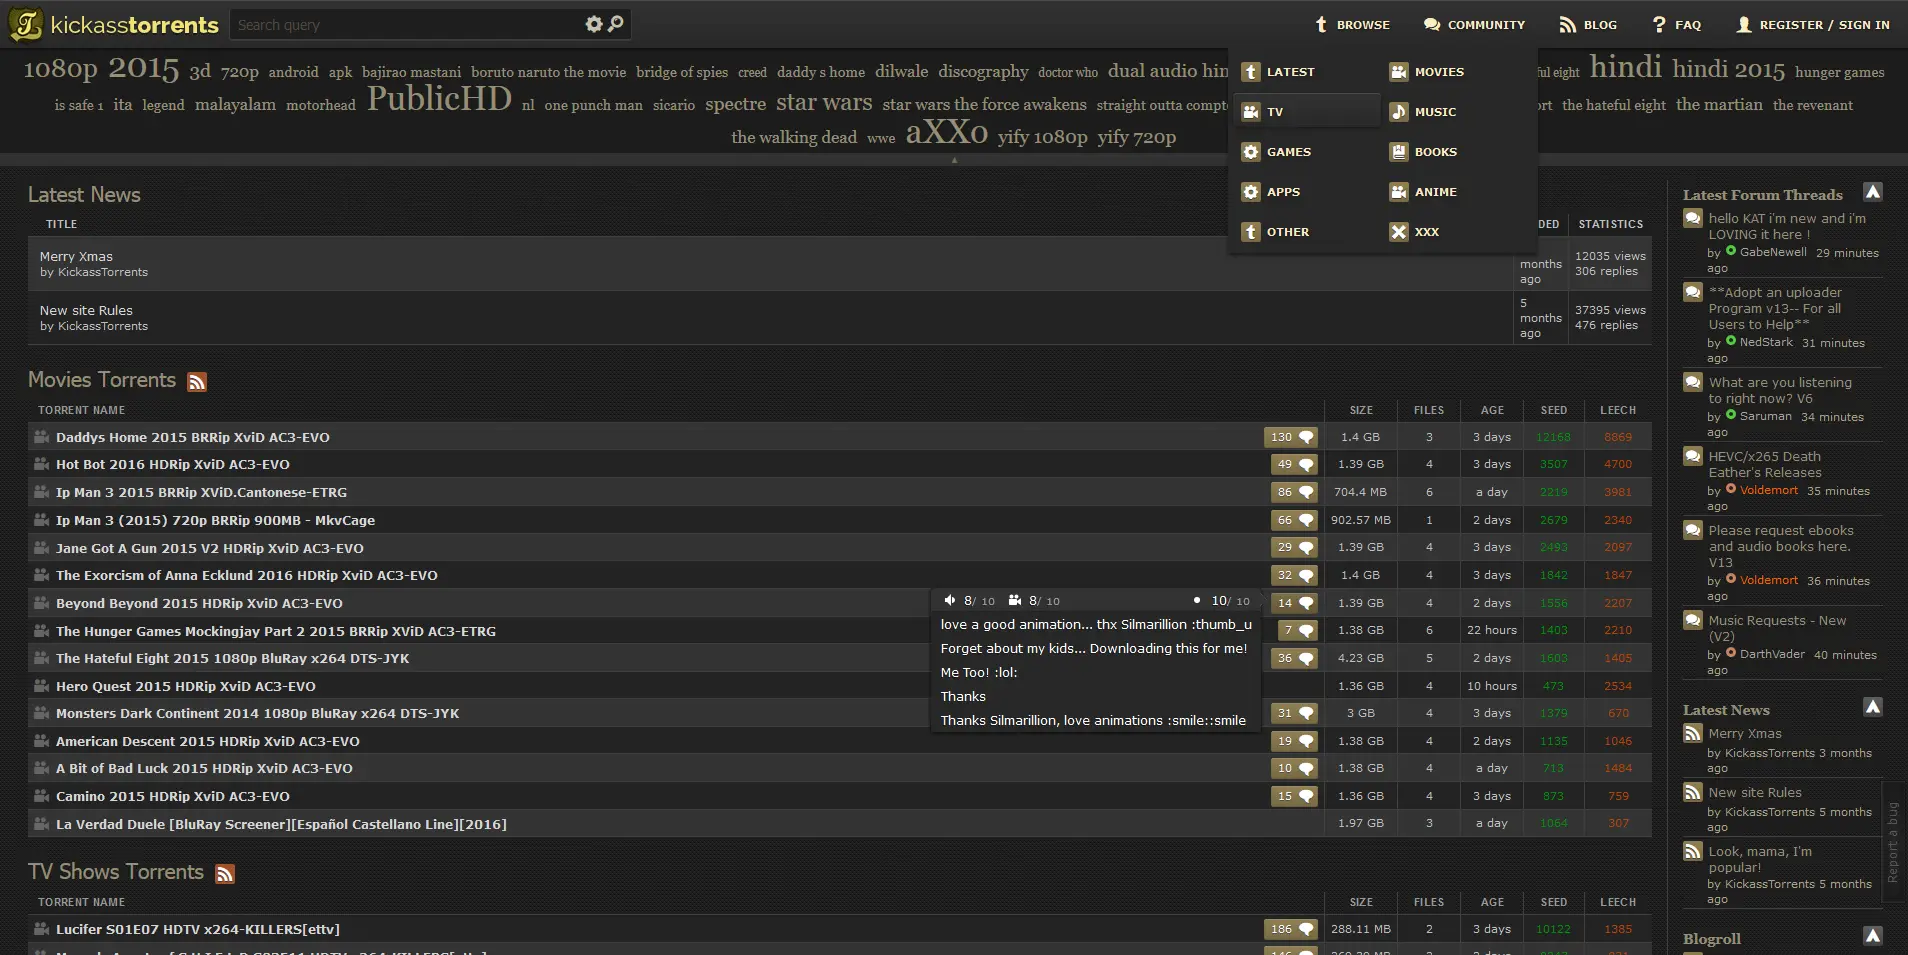 kickasstorrents
Search query
BROWSE COMMUNITY BLOG FAQ REGISTER / SIGN IN
1080p 2015 3d 720p android apk bajirao mastani boruto naruto the movie bridge of spies creed daddy s home dilwale discography doctor who dual audio hin
eight hindi hindi 2015 hunger games
is safe 1 ita legend malayalam motorhead PublicHD nl one punch man sicario spectre star wars star wars the force awakens straight outta compt
the hateful eight the martian the revenant
the walking dead wwe aXXo yify 1080p yify 720p
LATEST MOVIES
TV MUSIC
GAMES BOOKS
APPS ANIME
OTHER XXX
Latest News
TITLE DED STATISTICS
Merry Xmas
by KickassTorrents
months
ago
12035 views
306 replies
New site Rules
by KickassTorrents
5
months
ago
37395 views
476 replies
Movies Torrents
TORRENT NAME SIZE FILES AGE SEED LEECH
Daddys Home 2015 BRRip XviD AC3-EVO 130 1.4 GB 3 3 days 12168 8869
Hot Bot 2016 HDRip XviD AC3-EVO 49 1.39 GB 4 3 days 3507 4700
Ip Man 3 2015 BRRip XViD.Cantonese-ETRG 86 704.4 MB 6 a day 2219 3981
Ip Man 3 (2015) 720p BRRip 900MB - MkvCage 66 902.57 MB 1 2 days 2679 2340
Jane Got A Gun 2015 V2 HDRip XviD AC3-EVO 29 1.39 GB 4 3 days 2493 2097
The Exorcism of Anna Ecklund 2016 HDRip XviD AC3-EVO 32 1.4 GB 4 3 days 1842 1847
Beyond Beyond 2015 HDRip XviD AC3-EVO 14 1.39 GB 4 3 days 1556 2207
The Hunger Games Mockingjay Part 2 2015 BRRip XviD AC3-ETRG 7 1.38 GB 6 22 hours 1403 2210
The Hateful Eight 2015 1080p BluRay x264 DTS-JYK 36 4.23 GB 5 2 days 1603 1405
Hero Quest 2015 HDRip XviD AC3-EVO 1.36 GB 4 10 hours 473 2534
Monsters Dark Continent 2014 1080p BluRay x264 DTS-JYK 31 3 GB 4 3 days 1379 670
American Descent 2015 HDRip XviD AC3-EVO 19 1.38 GB 4 2 days 1135 1046
A Bit of Bad Luck 2015 HDRip XviD AC3-EVO 10 1.38 GB 4 a day 713 1484
Camino 2015 HDRip XviD AC3-EVO 15 1.36 GB 4 3 days 873 759
La Verdad Duele [BluRay Screener][Español Castellano Line][2016] 1.97 GB 3 a day 1064 307
8/ 10 8/ 10 10/ 10
love a good animation... thx Silmarillion :thumb_u
Forget about my kids... Downloading this for me!
Me Too! :lol:
Thanks
Thanks Silmarillion, love animations :smile::smile
TV Shows Torrents
TORRENT NAME SIZE FILES AGE SEED LEECH
Lucifer S01E07 HDTV x264-KILLERS[ettv] 186 288.11 MB 2 3 days 10122 1385
Latest Forum Threads
hello KAT i'm new and i'm
LOVING it here !
by GabeNewell 29 minutes
ago
**Adopt an uploader
Program v13-- For all
Users to Help**
by NedStark 31 minutes
ago
What are you listening
to right now? V6
by Saruman 34 minutes
ago
HEVC/x265 Death
Eather's Releases
by Voldemort 35 minutes
ago
Please request ebooks
and audio books here.
V13
by Voldemort 36 minutes
ago
Music Requests - New
(V2)
by DarthVader 40 minutes
ago
Latest News
Merry Xmas
by KickassTorrents 3 months
ago
New site Rules
by KickassTorrents 5 months
ago
Look, mama, I'm
popular!
by KickassTorrents 5 months
ago
Blogroll
Report a bug